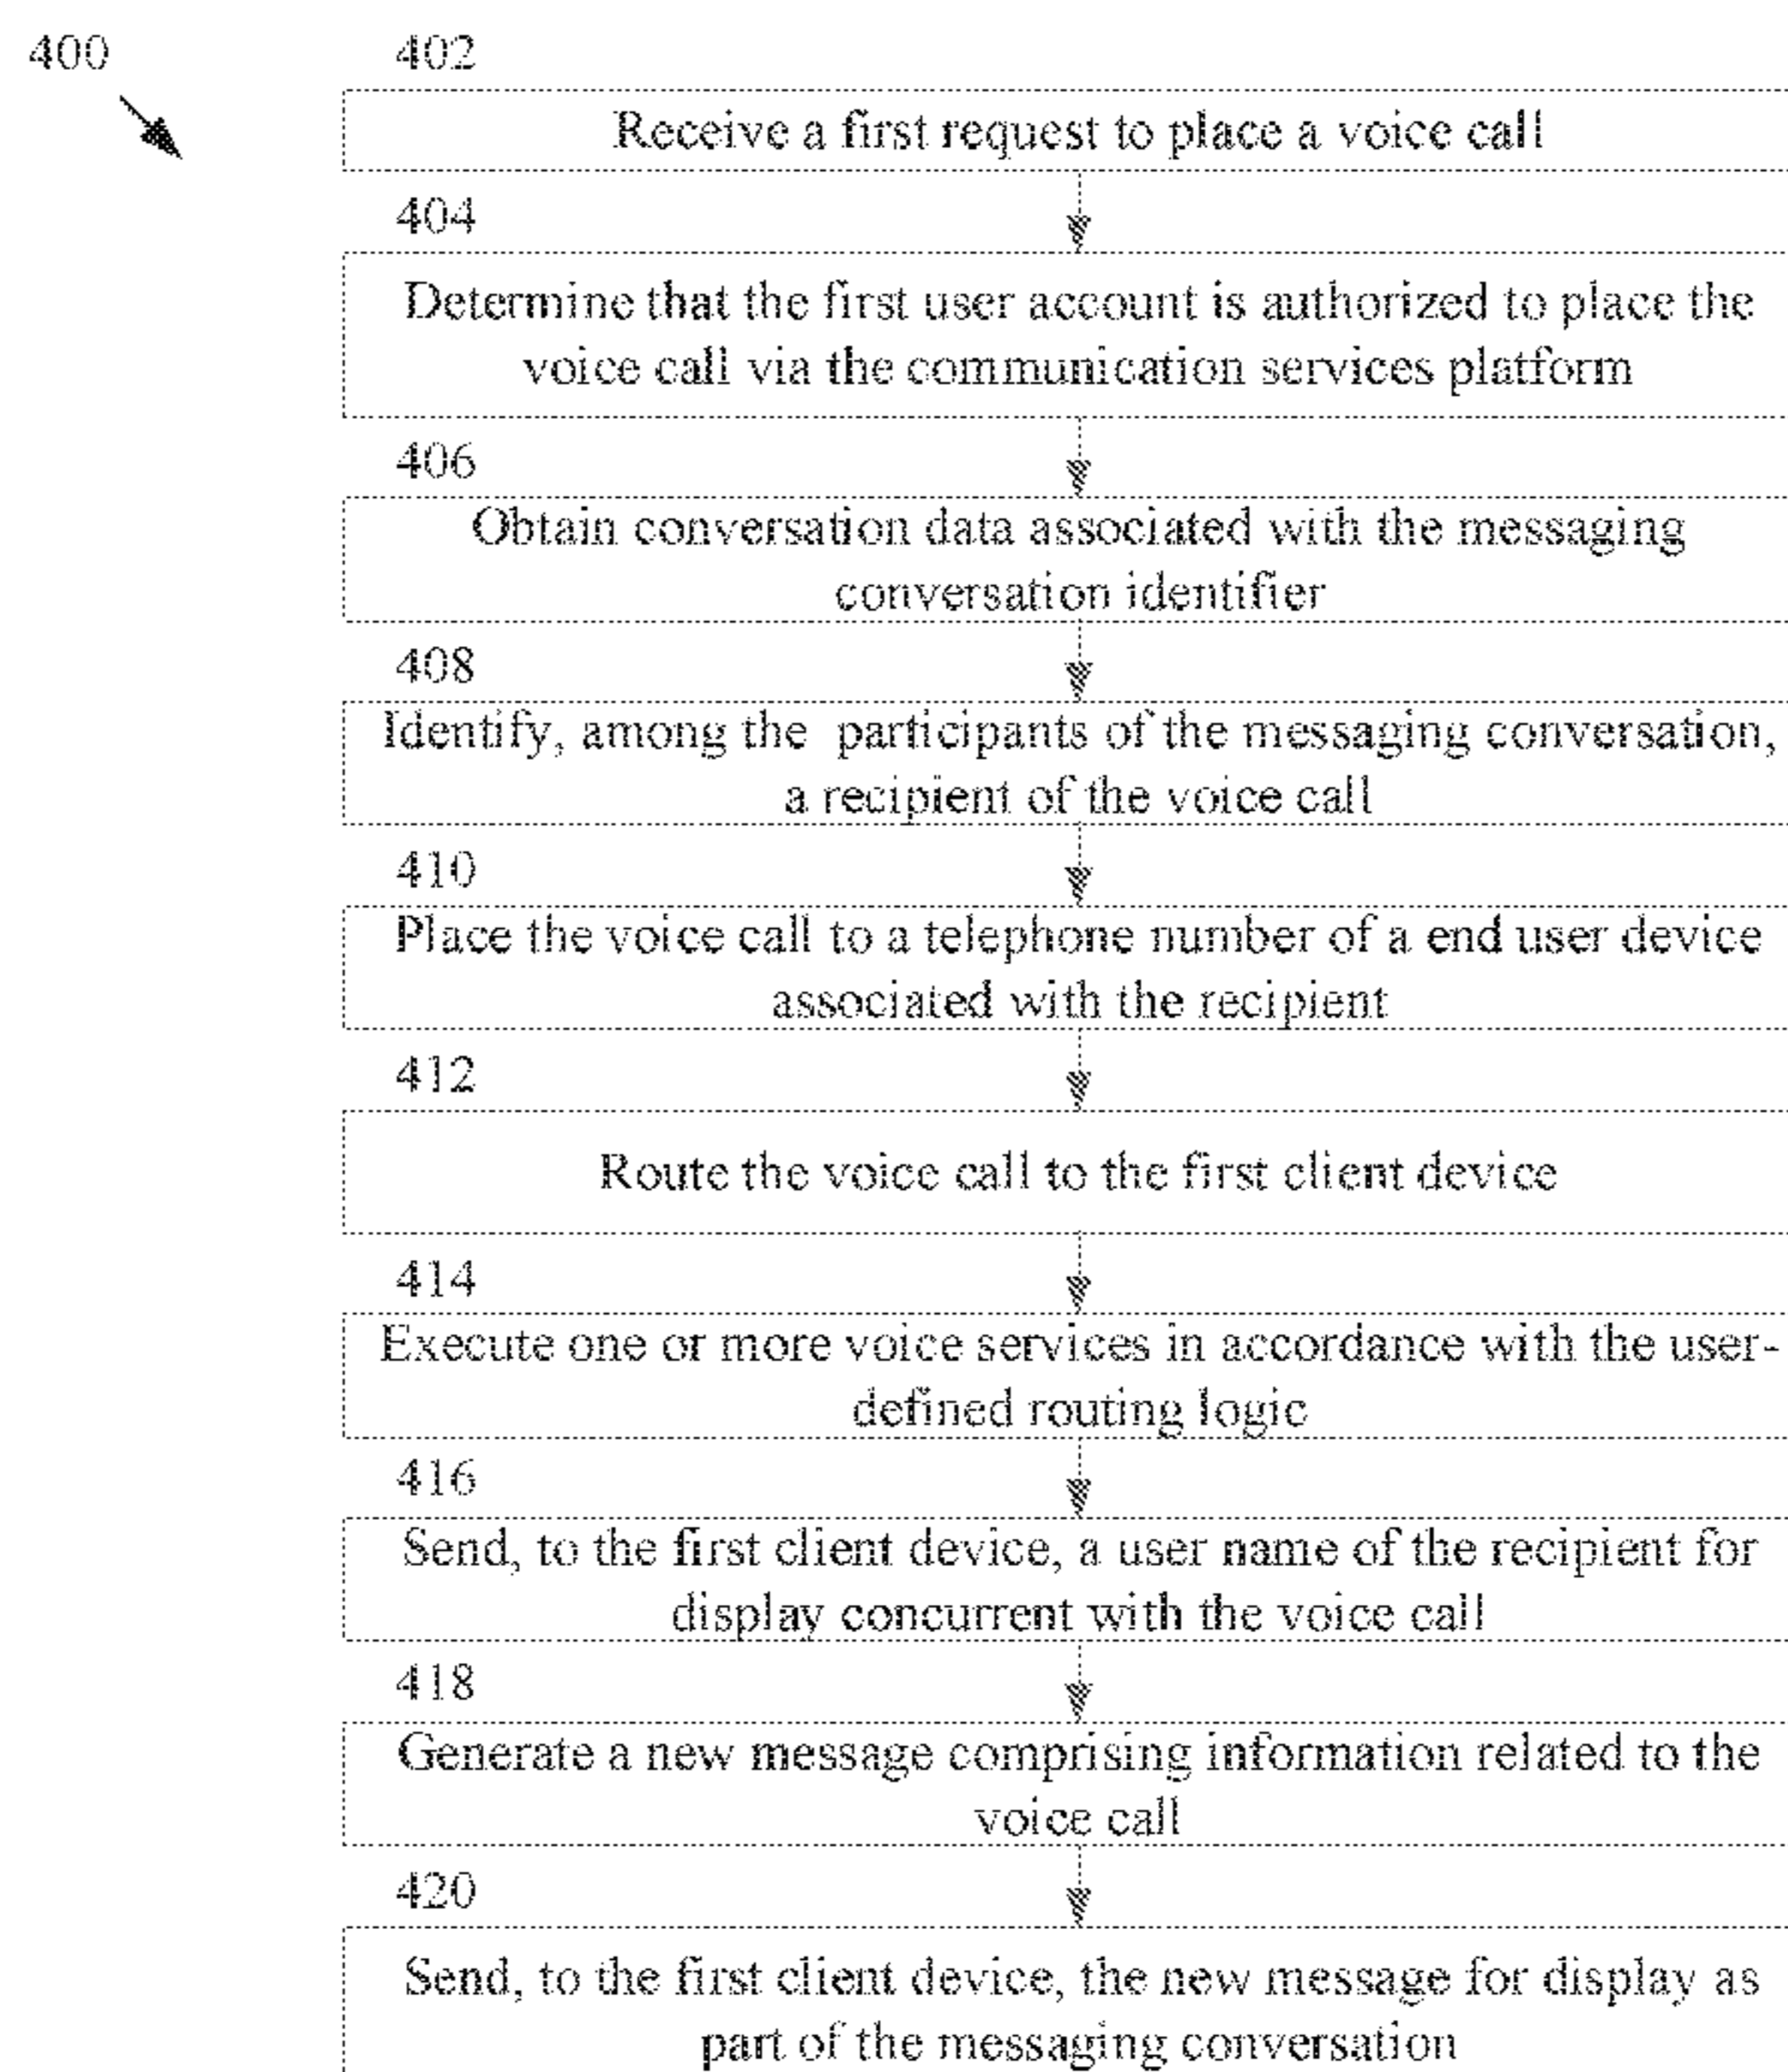 400
402
Receive a first request to place a voice call
404
Determine that the first user account is authorized to place the
voice call via the communication services platform
406
Obtain conversation data associated with the messaging
conversation identifier
408
Identify, among the participants of the messaging conversation,
a recipient of the voice call
410
Place the voice call to a telephone number of a end user device
associated with the recipient
412
Route the voice call to the first client device
414
Execute one or more voice services in accordance with the user-
defined routing logic
416
Send, to the first client device, a user name of the recipient for
display concurrent with the voice call
418
Generate a new message comprising information related to the
voice call
420
Send, to the first client device, the new message for display as
part of the messaging conversation